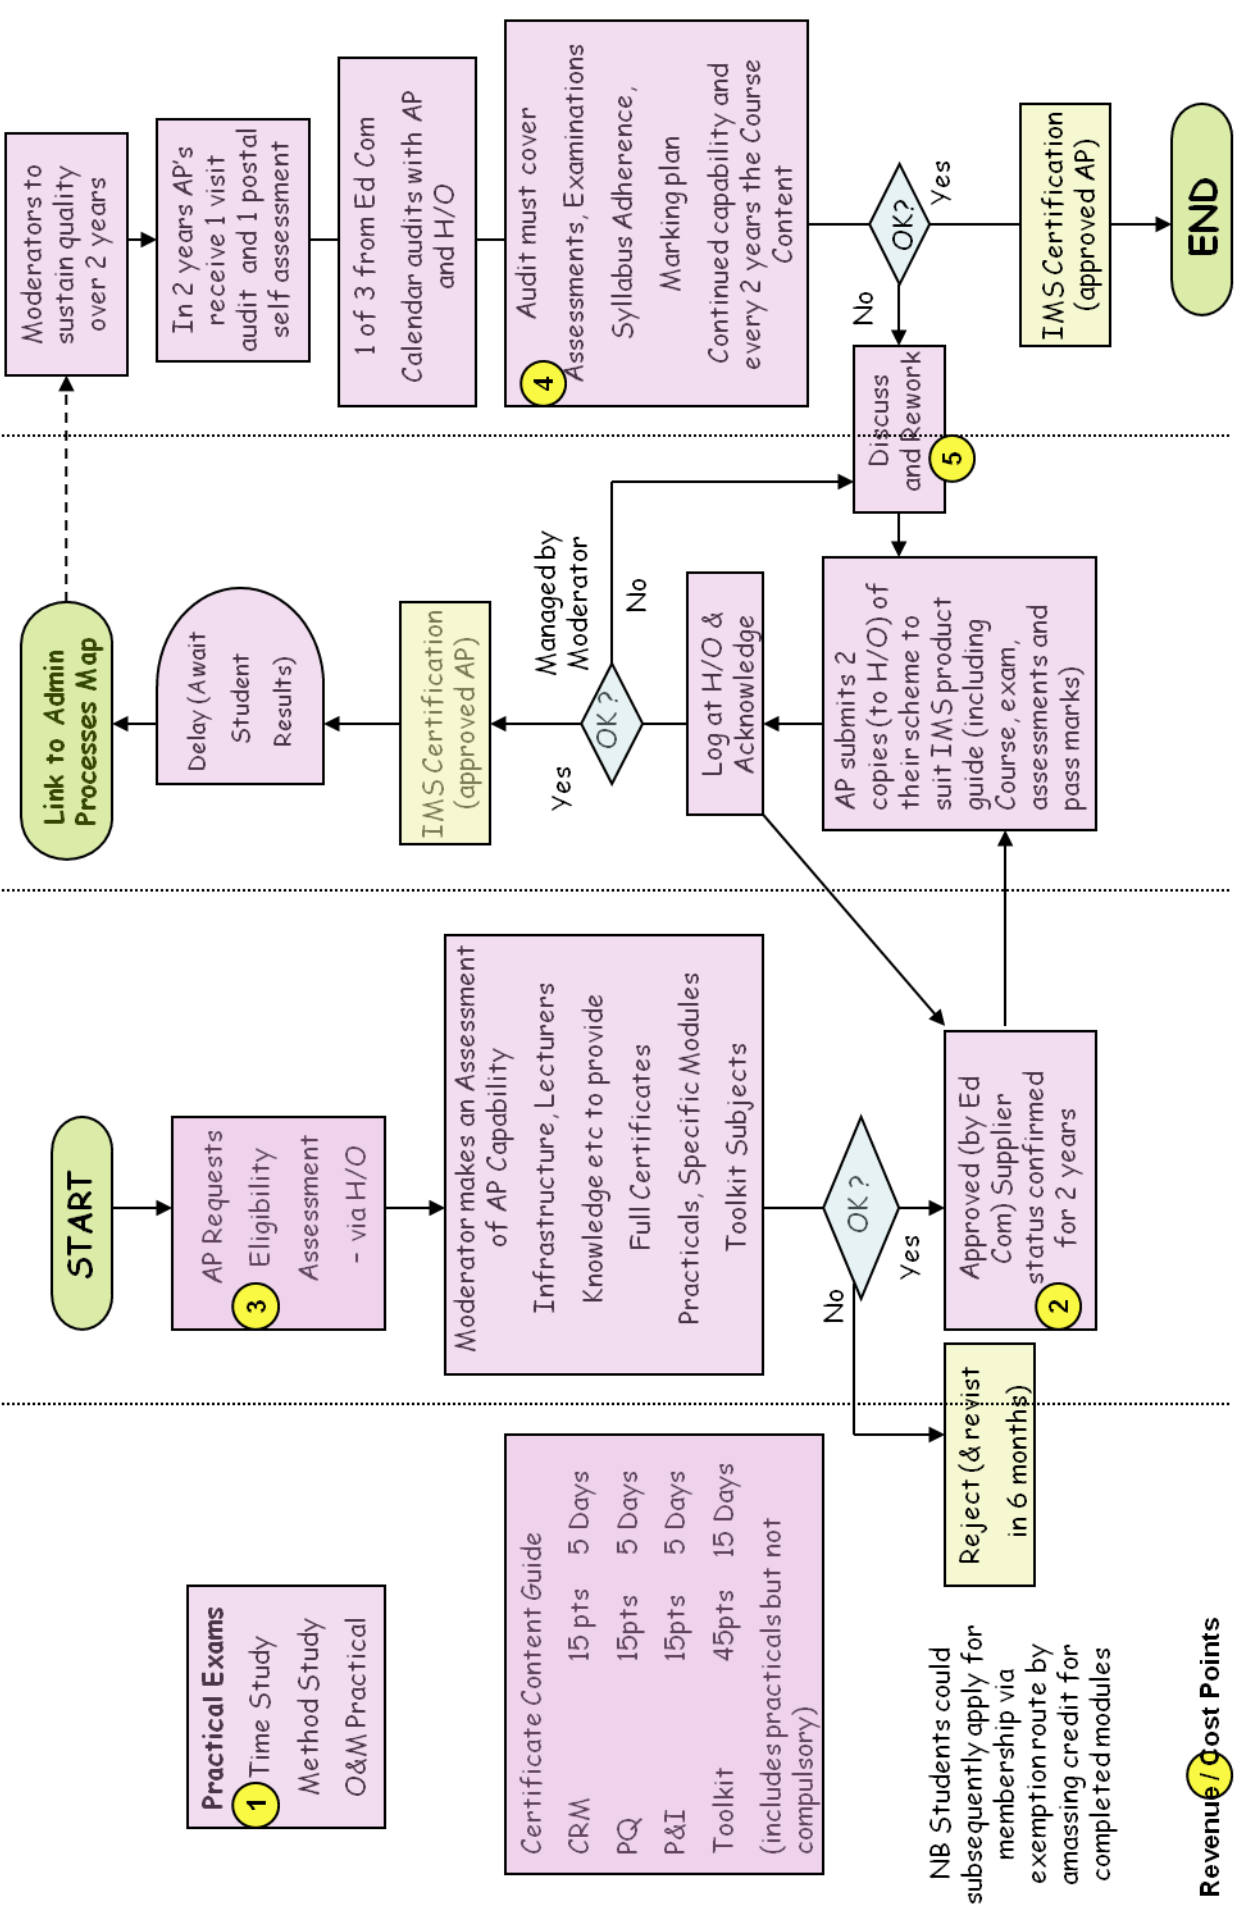 Practical Exams
1
Time Study
Method Study
O&M Practical
Certificate Content Guide
CRM 15 pts 5 Days
PQ 15pts 5 Days
P&I 15pts 5 Days
Toolkit 45pts 15 Days
(includes practicals but not
compulsory)
NB Students could
subsequently apply for
membership via
exemption route by
amassing credit for
completed modules
Revenue / Cost Points
START
AP Requests
Eligibility
Assessment
- via H/O
3
Moderator makes an Assessment
of AP Capability
Infrastructure, Lecturers
Knowledge etc to provide
Full Certificates
Practicals, Specific Modules
Toolkit Subjects
OK ?
No
Yes
Reject (& revist
in 6 months)
Approved (by Ed
Com) Supplier
status confirmed
for 2 years
2
Link to Admin
Processes Map
Delay (Await
Student
Results)
IMS Certification
(approved AP)
Managed by
Moderator
Yes
OK ?
No
Log at H/O &
Acknowledge
AP submits 2
copies (to H/O) of
their scheme to
suit IMS product
guide (including
Course, exam,
assessments and
pass marks)
Discuss
and Rework
5
Moderators to
sustain quality
over 2 years
In 2 years AP's
receive 1 visit
audit and 1 postal
self assessment
1 of 3 from Ed Com
Calendar audits with AP
and H/O
Audit must cover
4
Assessments, Examinations
Syllabus Adherence,
Marking plan
Continued capability and
every 2 years the Course
Content
No
OK?
Yes
IMS Certification
(approved AP)
END